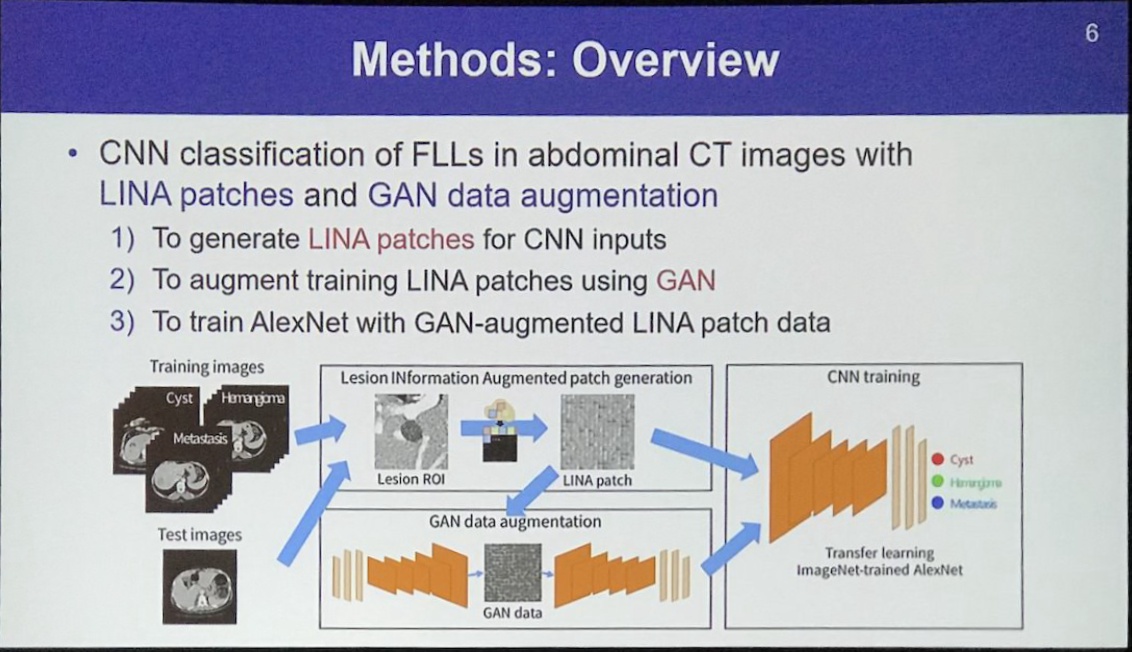 6
Methods: Overview
• CNN classification of FLLs in abdominal CT images with
LINA patches and GAN data augmentation
1) To generate LINA patches for CNN inputs
2) To augment training LINA patches using GAN
3) To train AlexNet with GAN-augmented LINA patch data
Training images
Cyst
Hemangioma
Metastasis
Test images
Lesion INformation Augmented patch generation
Lesion ROI
LINA patch
GAN data augmentation
GAN data
CNN training
Cyst
Hemangioma
Metastasis
Transfer learning
ImageNet-trained AlexNet